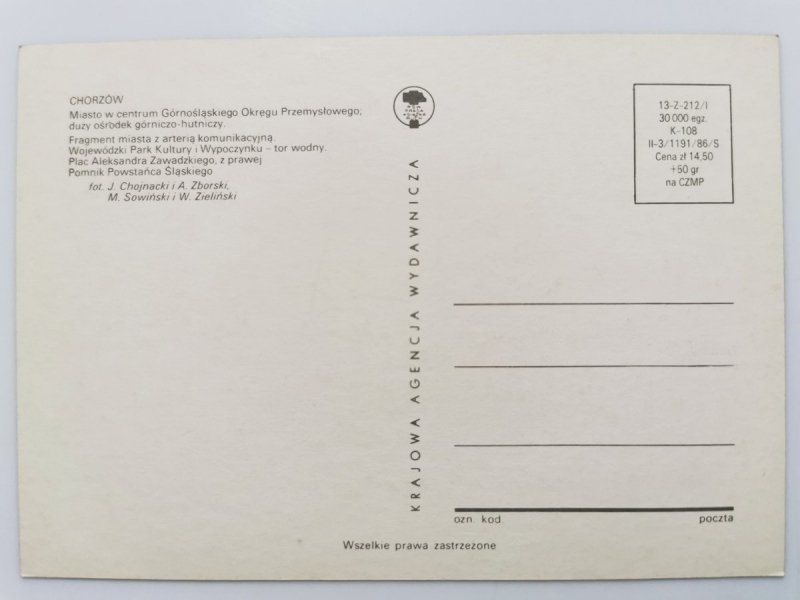 CHORZÓW
Miasto w centrum Górnośląskiego Okręgu Przemysłowego;
duży ośrodek górniczo-hutniczy.
Fragment miasta z arterią komunikacyjną.
Wojewódzki Park Kultury i Wypoczynku – tor wodny.
Plac Aleksandra Zawadzkiego, z prawej
Pomnik Powstańca Śląskiego
fot. J. Chojnacki i A. Zborski,
M. Sowiński i W. Zieliński
KRAJOWA AGENCJA WYDAWNICZA
13-Z-212/I
30 000 egz.
K-108
II-3/1191/86/S
Cena zł 14,50
+50 gr
na CZMP
ozn. kod
poczta
Wszelkie prawa zastrzeżone